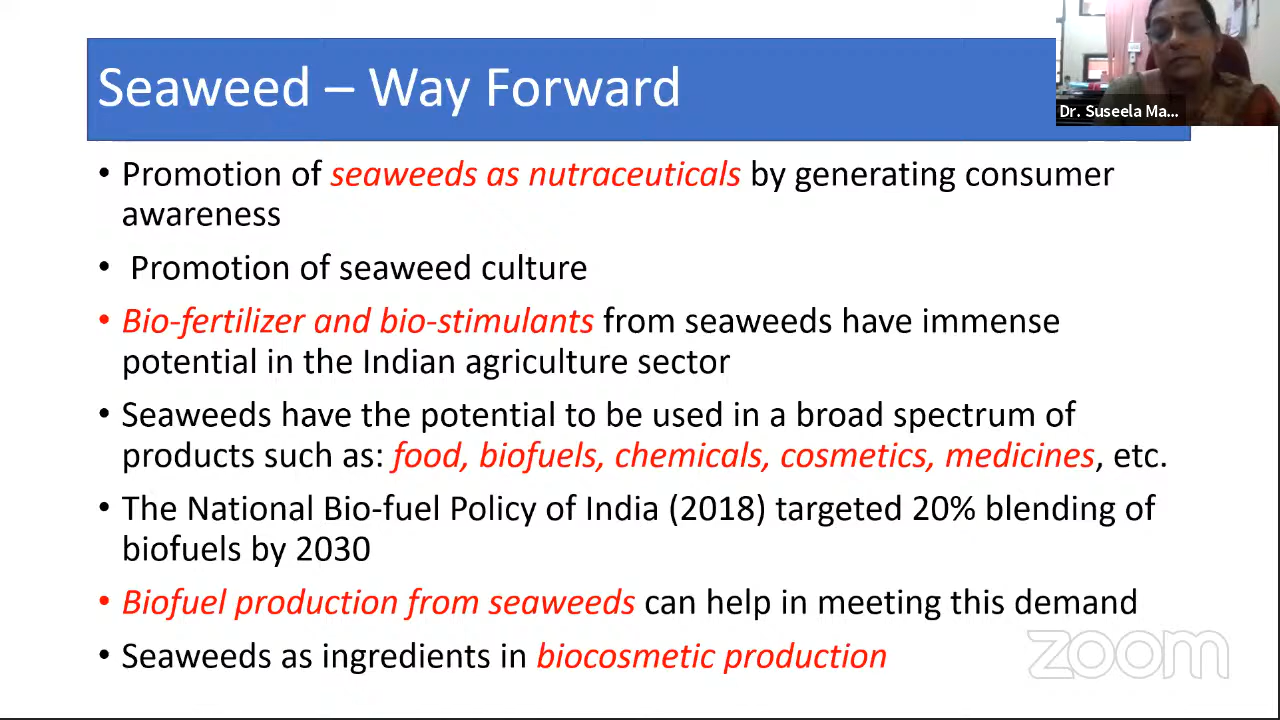 Seaweed – Way Forward
Dr. Suseela Ma...
• Promotion of seaweeds as nutraceuticals by generating consumer
awareness
• Promotion of seaweed culture
• Bio-fertilizer and bio-stimulants from seaweeds have immense
potential in the Indian agriculture sector
• Seaweeds have the potential to be used in a broad spectrum of
products such as: food, biofuels, chemicals, cosmetics, medicines, etc.
• The National Bio-fuel Policy of India (2018) targeted 20% blending of
biofuels by 2030
• Biofuel production from seaweeds can help in meeting this demand
• Seaweeds as ingredients in biocosmetic production
zoom